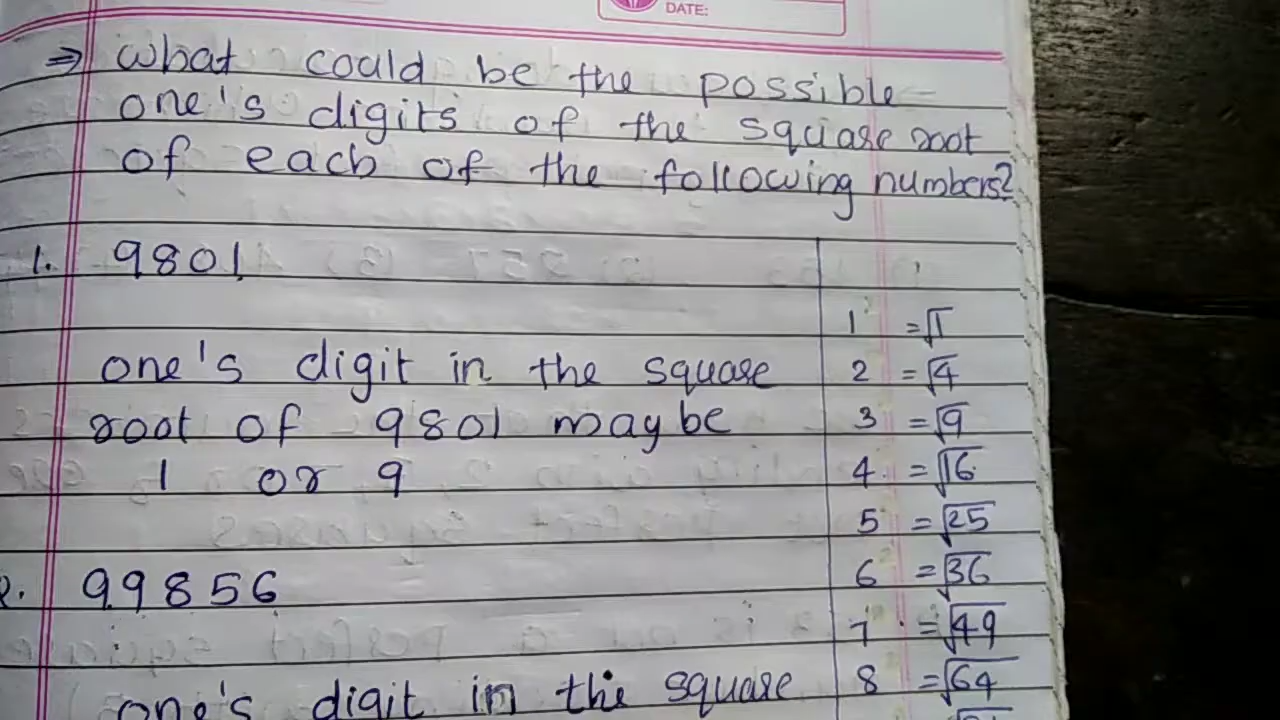 DATE:
⇒ What could be the possible
one's digits of the square root
of each of the following numbers?
1. 9801
one's digit in the square
root of 9801 may be
1 or 9
2. 99856
one's digit in the square
1 = √1
2 = √4
3 = √9
4 = √16
5 = √25
6 = √36
7 = √49
8 = √64